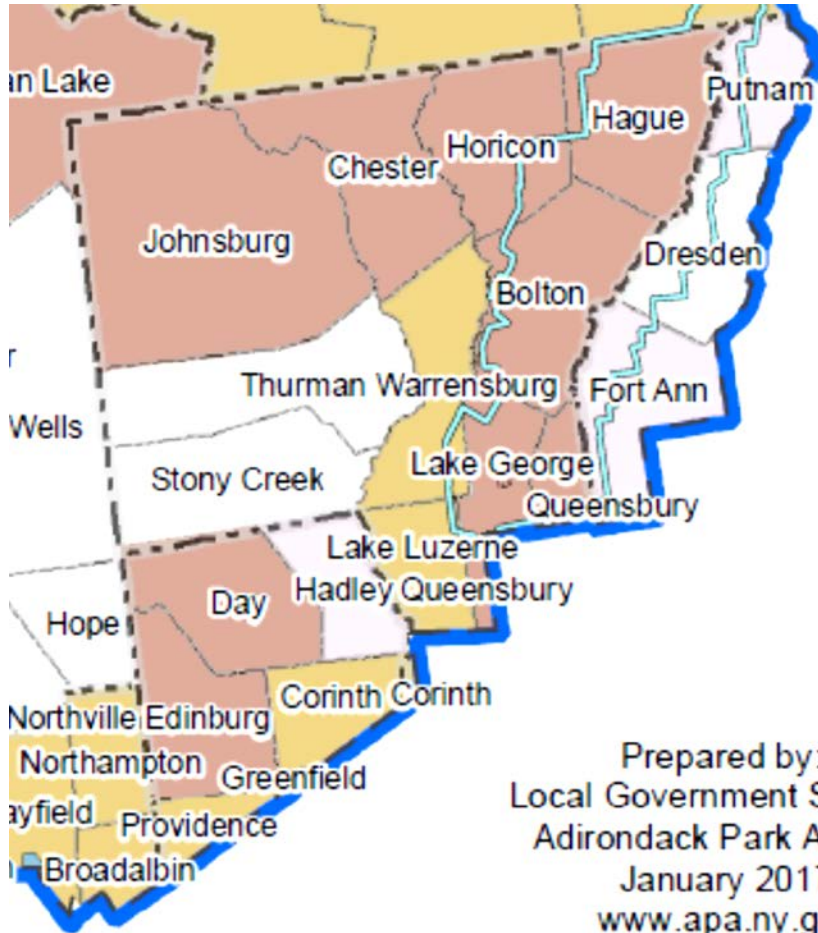 an Lake
Putnam
Hague
Horicon
Chester
Johnsburg
Dresden
Bolton
r
Thurman Warrensburg
Fort Ann
Wells
Lake George
Stony Creek
Queensbury
Lake Luzerne
Hadley Queensbury
Day
Hope
Corinth Corinth
Northville Edinburg
Northampton
Greenfield
ayfield
Providence
n
Broadalbin
Prepared by:
Local Government S
Adirondack Park A
January 2017
www.apa.ny.g